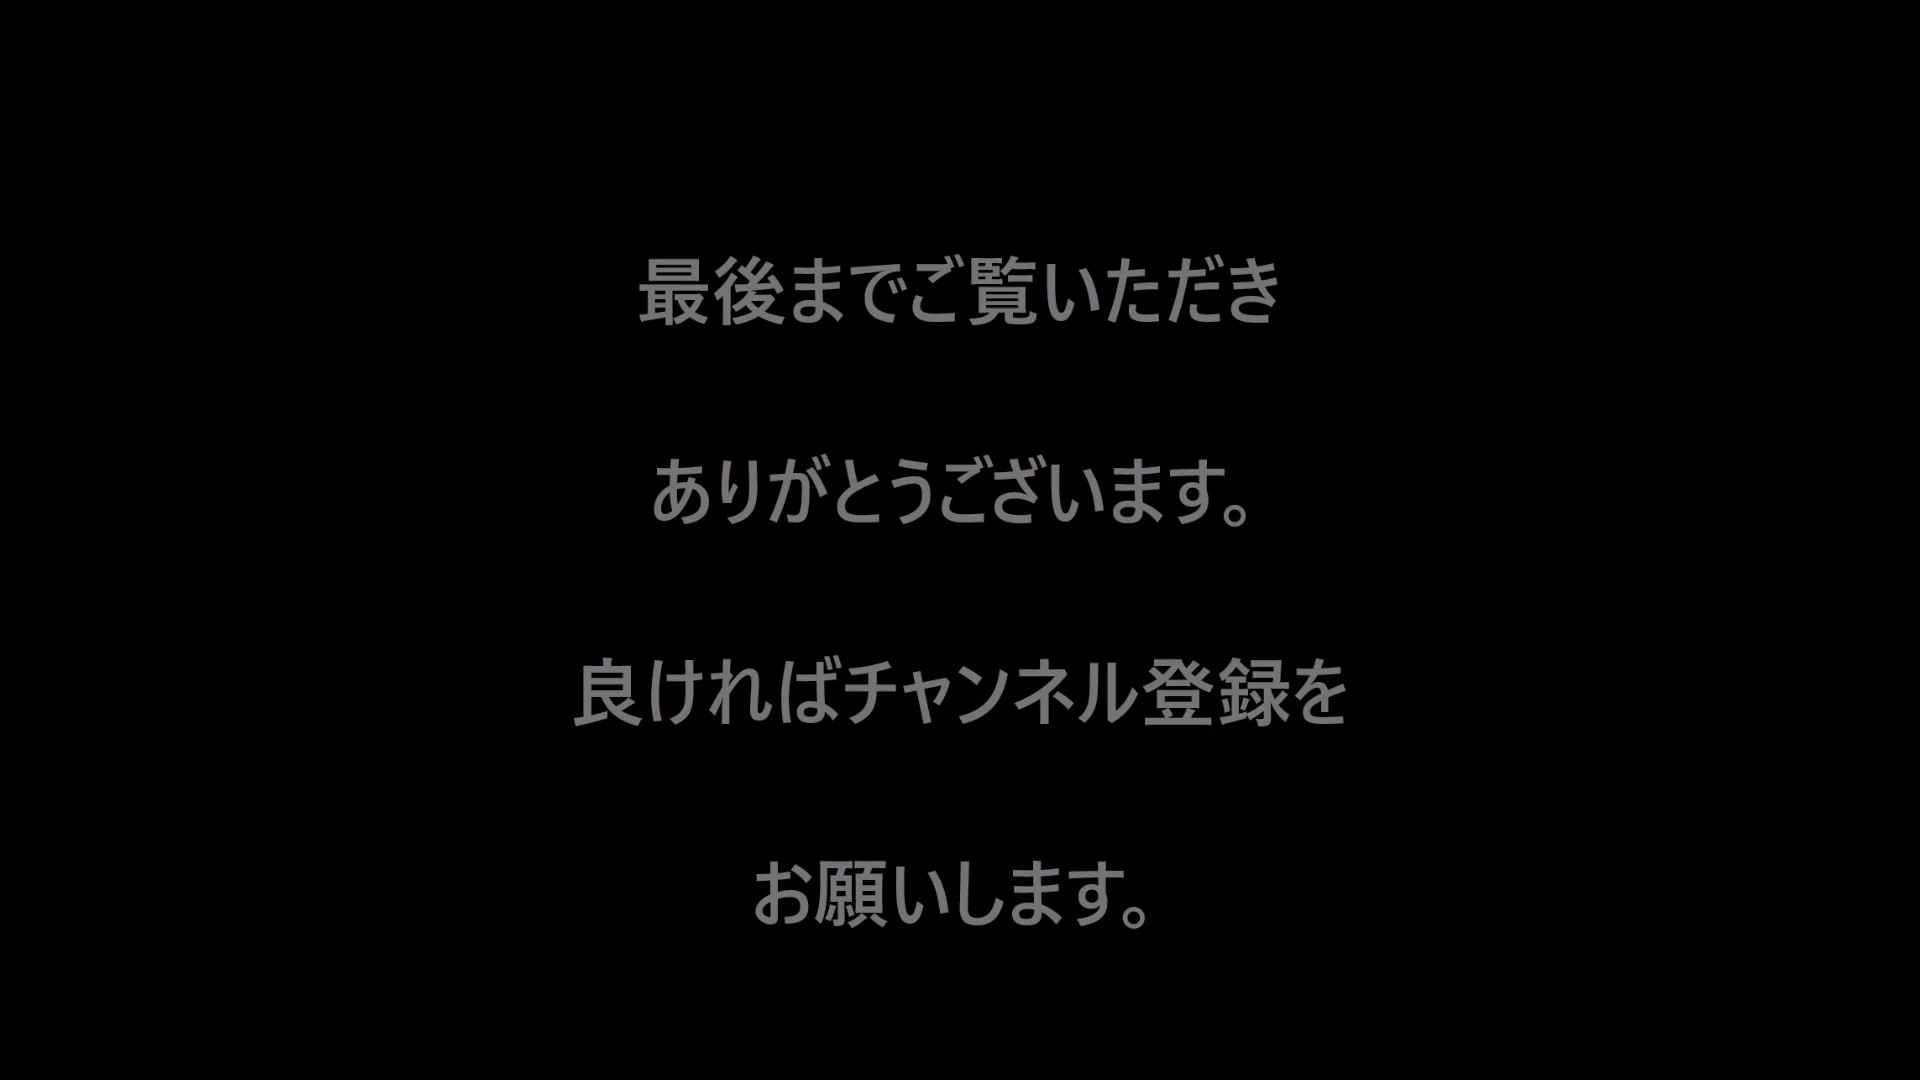 最後までご覧いただき
ありがとうございます。
良ければチャンネル登録を
お願いします。